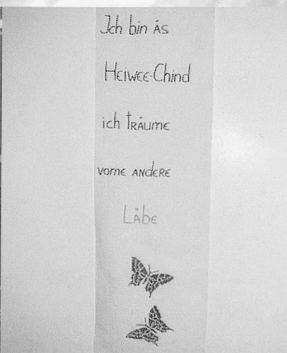 Ich bin äs
Heiwee-Chind
ich träume
vome andere
Läbe